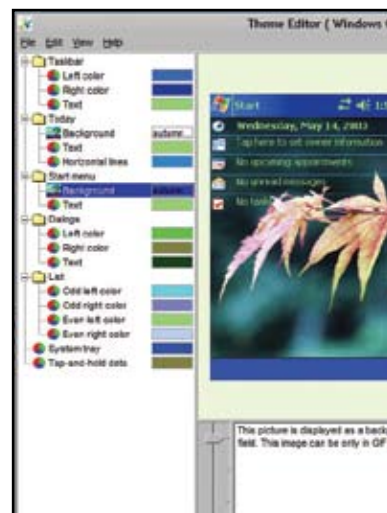 Theme Editor ( Windows
File Edit View Help
Taskbar
Left color
Right color
Text
Today
Background autumn...
Text
Horizontal lines
Start menu
Background autumn...
Text
Dialogs
Left color
Right color
Text
List
Odd left color
Odd right color
Even left color
Even right color
System tray
Tap-and-hold dots
Start
Wednesday, May 14, 2003
Tap here to set owner information
No upcoming appointments
No unread messages
No tasks
This picture is displayed as a back
field. This image can be only in GIF